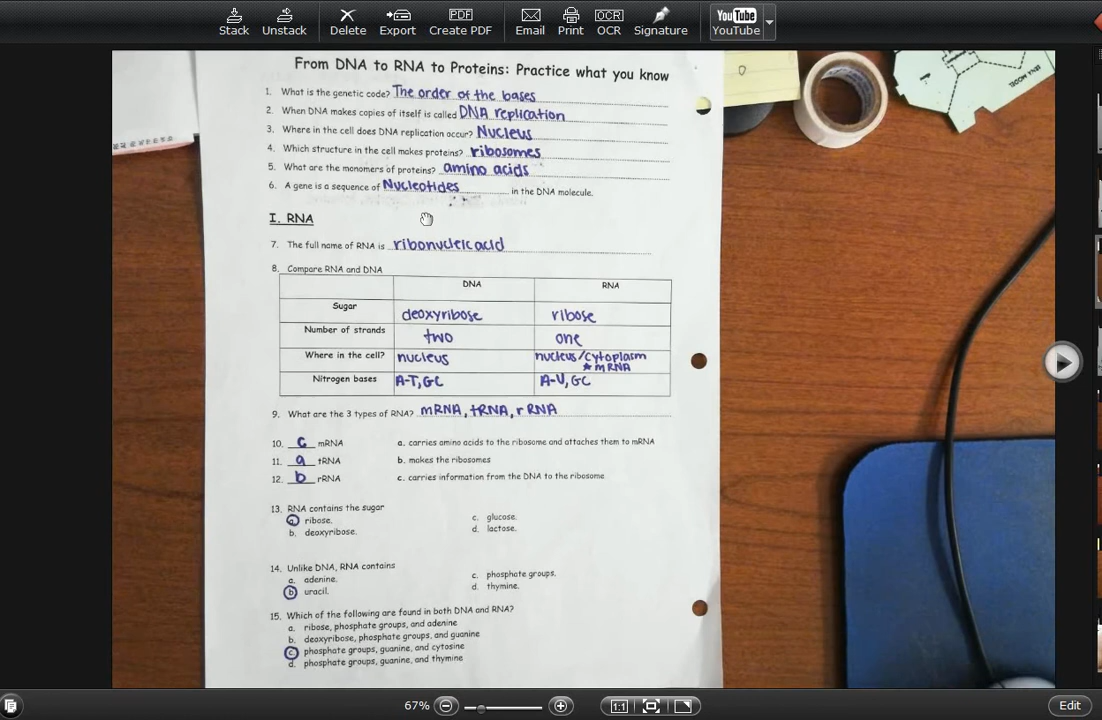 Stack Unstack Delete Export Create PDF Email Print OCR Signature YouTube
PDF OCR You Tube
From DNA to RNA to Proteins: Practice what you know
1. What is the genetic code? The order of the bases
2. When DNA makes copies of itself is called DNA replication
3. Where in the cell does DNA replication occur? Nucleus
4. Which structure in the cell makes proteins? ribosomes
5. What are the monomers of proteins? amino acids
6. A gene is a sequence of Nucleotides in the DNA molecule.
I. RNA
7. The full name of RNA is ribonucleic acid
8. Compare RNA and DNA
DNA RNA
Sugar deoxyribose ribose
Number of strands two one
Where in the cell? nucleus nucleus/cytoplasm
★mRNA
Nitrogen bases A-T, GC A-U, GC
9. What are the 3 types of RNA? mRNA, tRNA, rRNA
10. c mRNA a. carries amino acids to the ribosome and attaches them to mRNA
11. a tRNA b. makes the ribosomes
12. b rRNA c. carries information from the DNA to the ribosome
13. RNA contains the sugar
a. ribose. c. glucose.
b. deoxyribose. d. lactose.
14. Unlike DNA, RNA contains
a. adenine. c. phosphate groups.
b. uracil. d. thymine.
15. Which of the following are found in both DNA and RNA?
a. ribose, phosphate groups, and adenine
b. deoxyribose, phosphate groups, and guanine
c. phosphate groups, guanine, and cytosine
d. phosphate groups, guanine, and thymine
67% 1:1 Edit